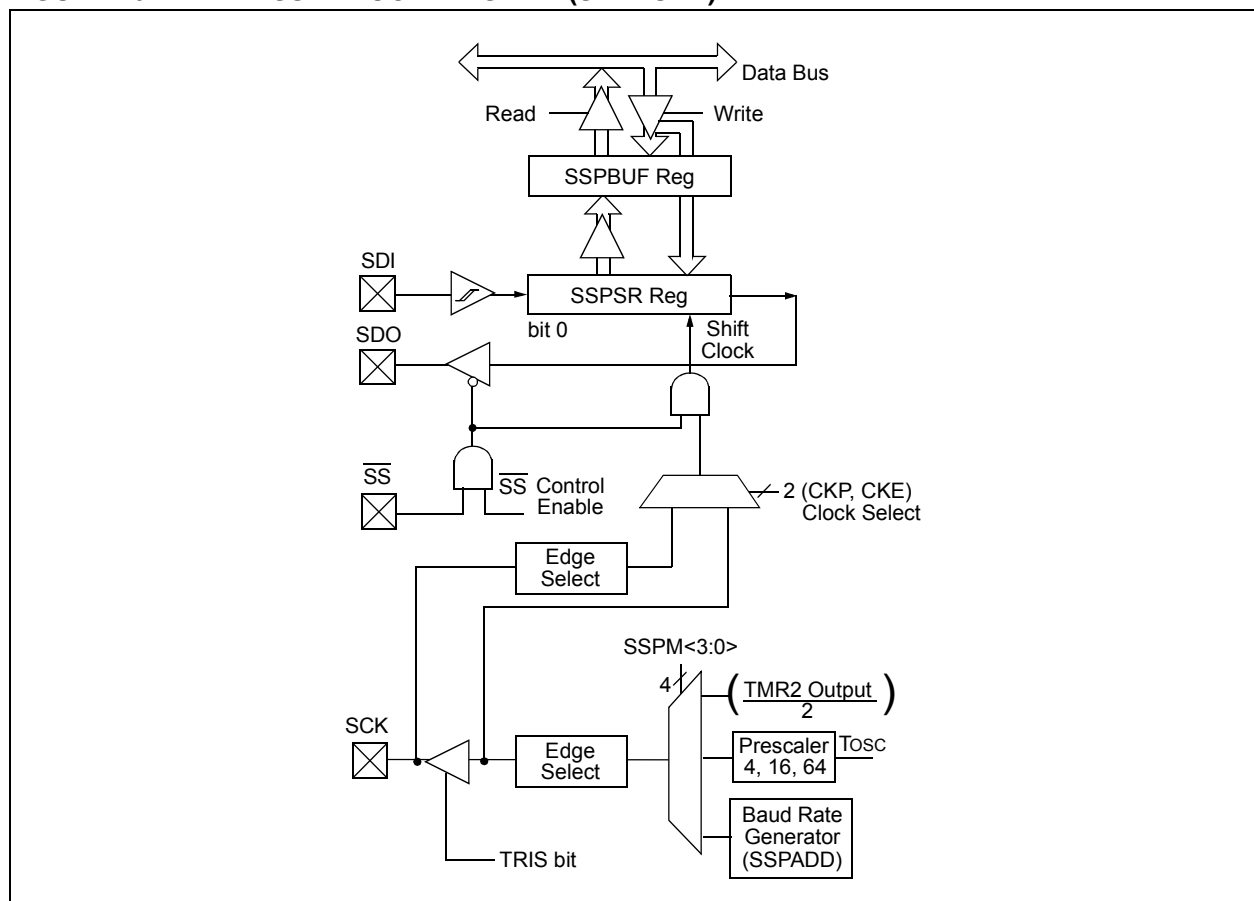 Data Bus
Read
Write
SSPBUF Reg
SDI
SSPSR Reg
bit 0
Shift
Clock
SDO
SS
SS Control
Enable
2 (CKP, CKE)
Clock Select
Edge
Select
SSPM<3:0>
4
(TMR2 Output
2)
SCK
Edge
Select
Prescaler
4, 16, 64
TOSC
Baud Rate
Generator
(SSPADD)
TRIS bit